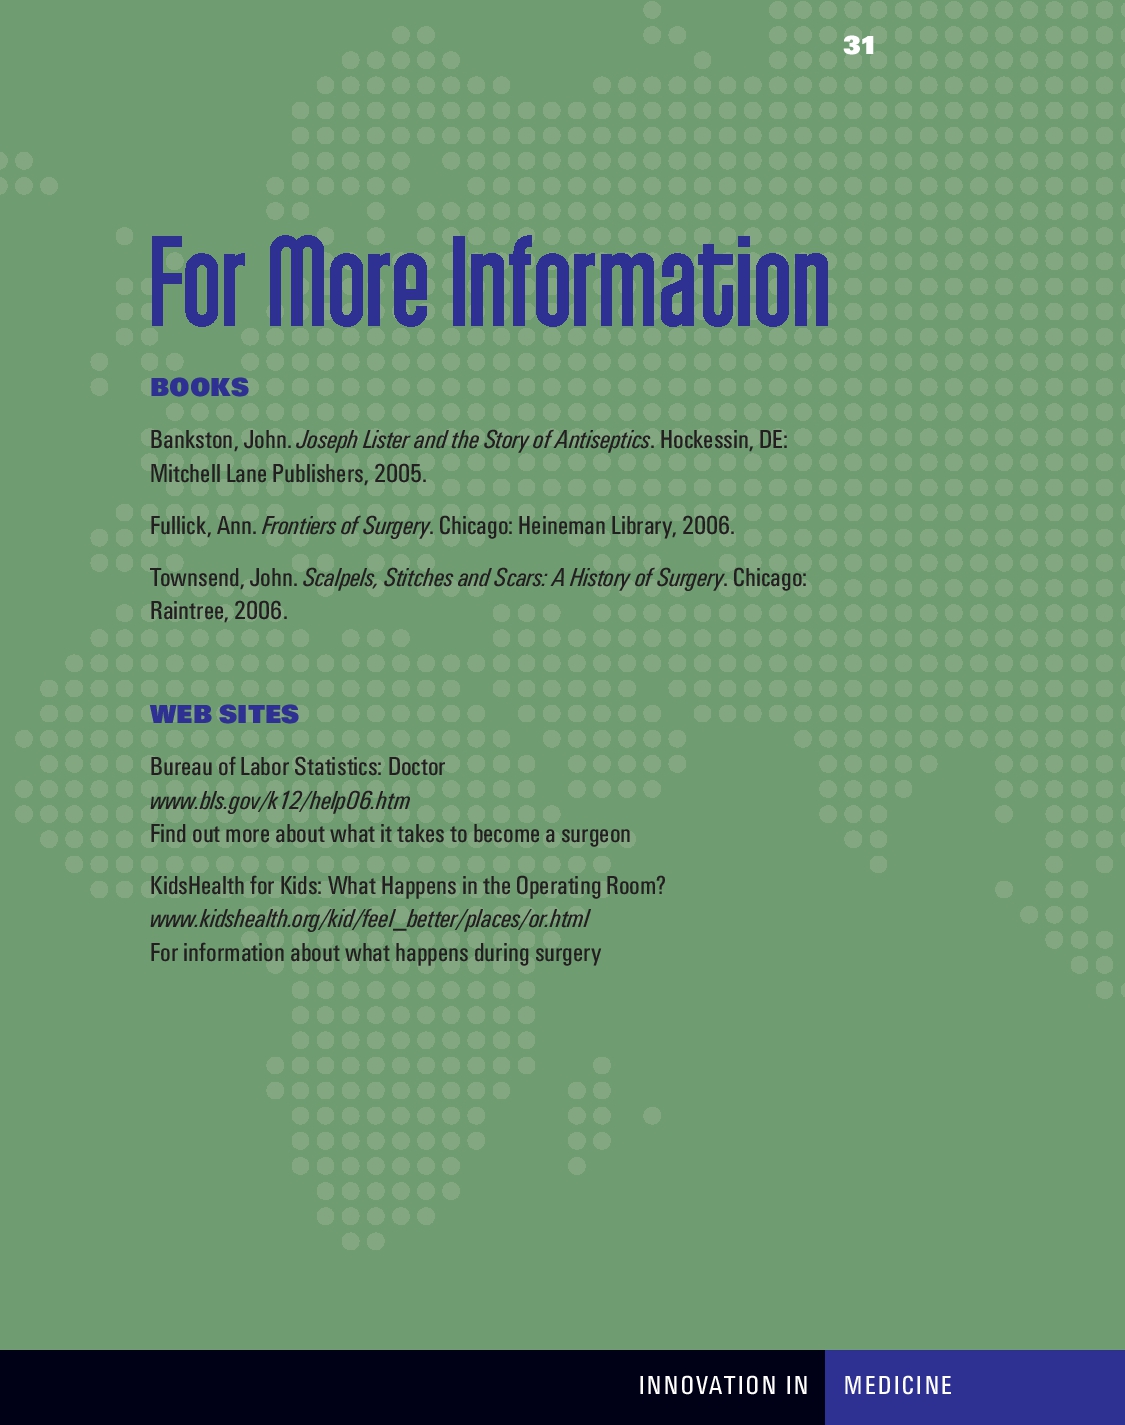 31
For More Information
BOOKS
Bankston, John. Joseph Lister and the Story of Antiseptics. Hockessin, DE:
Mitchell Lane Publishers, 2005.
Fullick, Ann. Frontiers of Surgery. Chicago: Heineman Library, 2006.
Townsend, John. Scalpels, Stitches and Scars: A History of Surgery. Chicago:
Raintree, 2006.
WEB SITES
Bureau of Labor Statistics: Doctor
www.bls.gov/k12/help06.htm
Find out more about what it takes to become a surgeon
KidsHealth for Kids: What Happens in the Operating Room?
www.kidshealth.org/kid/feel_better/places/or.html
For information about what happens during surgery
INNOVATION IN MEDICINE